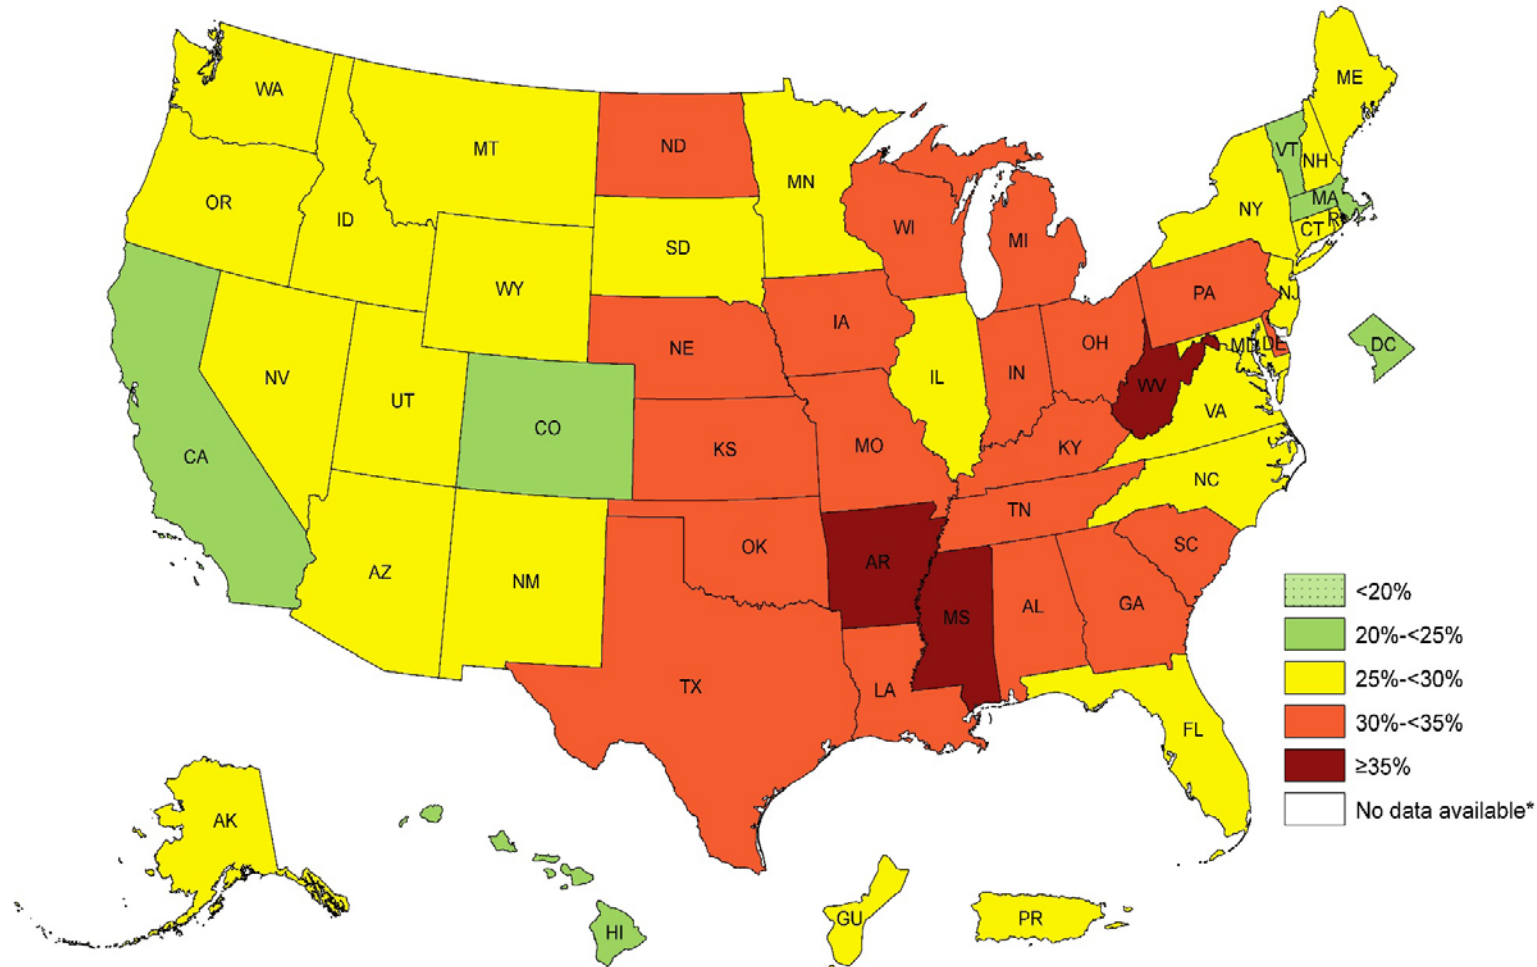 ME
WA
VT
NH
MT
ND
MN
MA
OR
ID
NY
RI
CT
WI
MI
SD
WY
PA
NJ
IA
DC
OH
MD
DE
NE
NV
IL
IN
WV
UT
VA
CO
CA
KS
MO
KY
NC
TN
OK
SC
AZ
NM
AR
AL
GA
MS
TX
LA
FL
AK
HI
GU
PR
<20%
20%-<25%
25%-<30%
30%-<35%
≥35%
No data available*